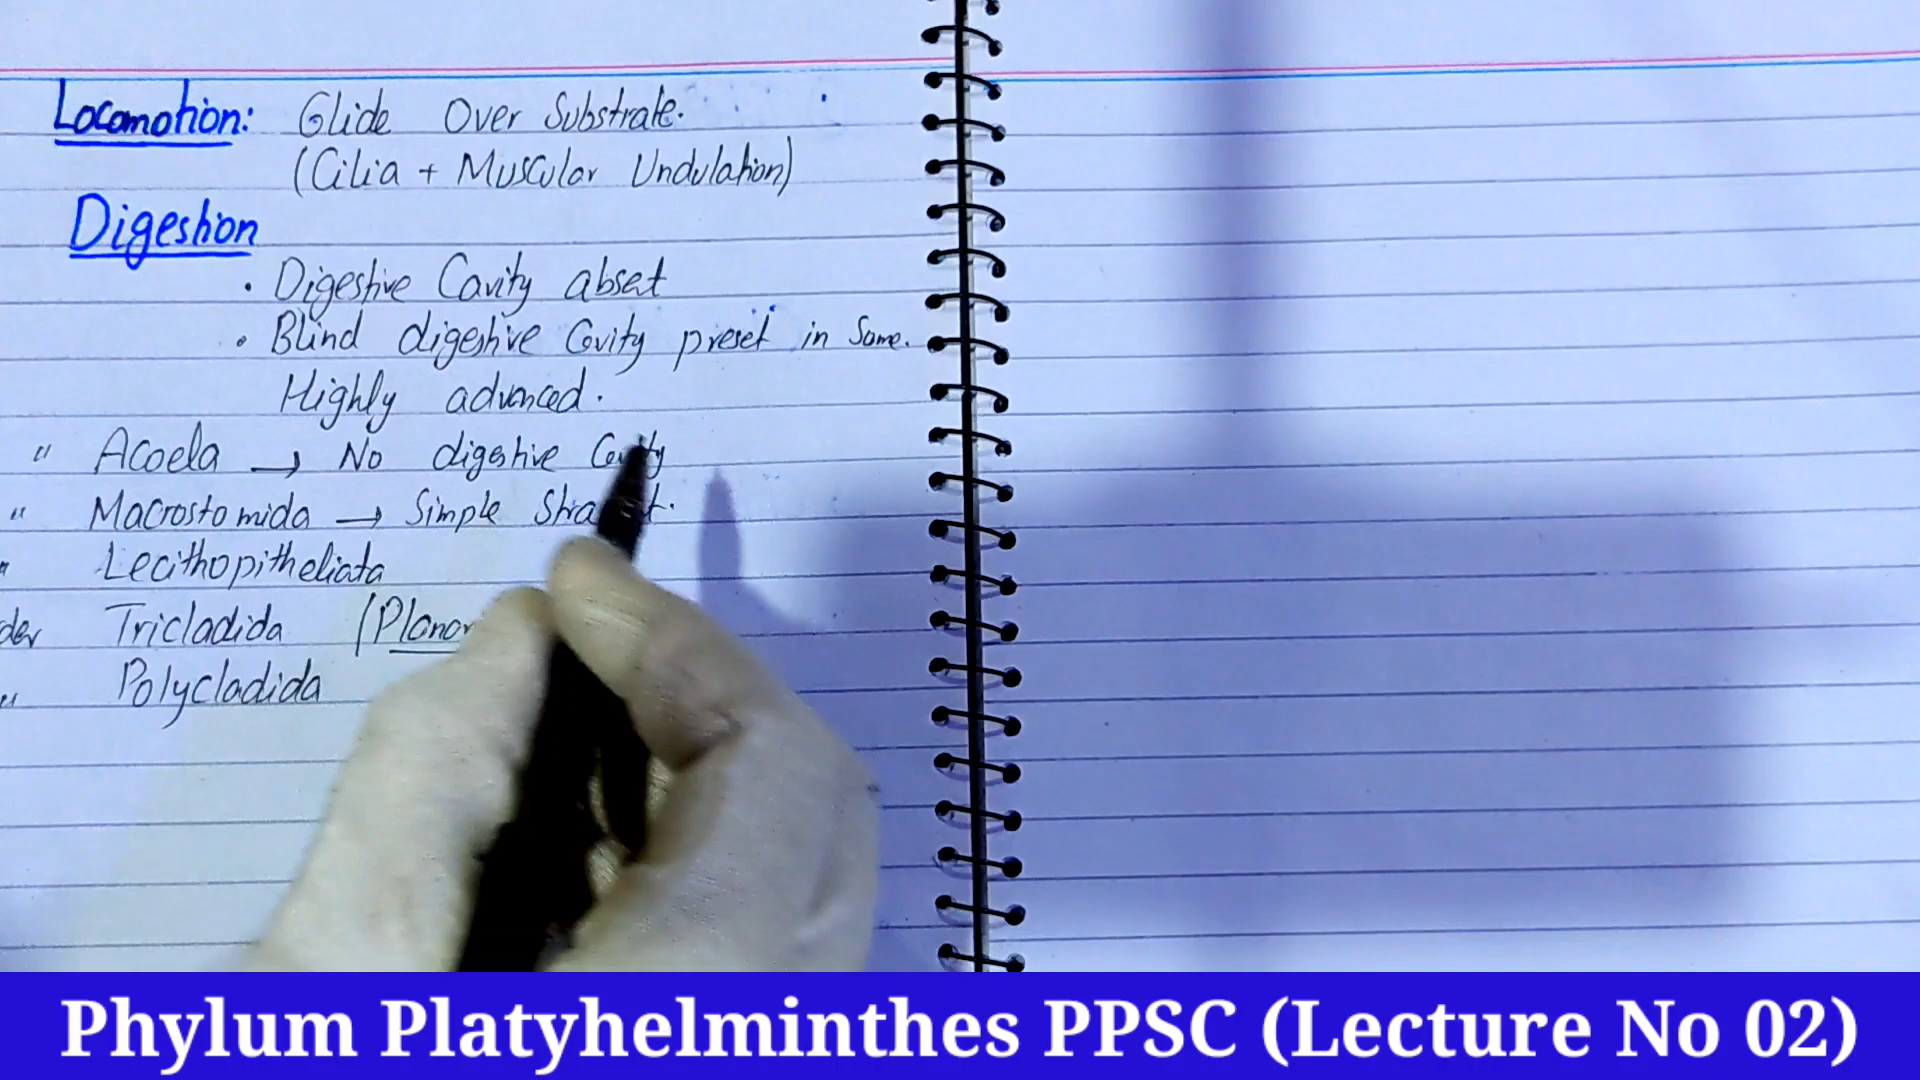 Locomotion: Glide Over Substrate.
(Cilia + Muscular Undulation)
Digestion
• Digestive Cavity abset
• Blind digestive Cavity preset in Some.
Highly advanced.
" Acoela → No digestive Cavity
" Macrostomida → Simple
" Lecithopitheliata
der Tricladida
" Polycladida
Phylum Platyhelminthes PPSC (Lecture No 02)